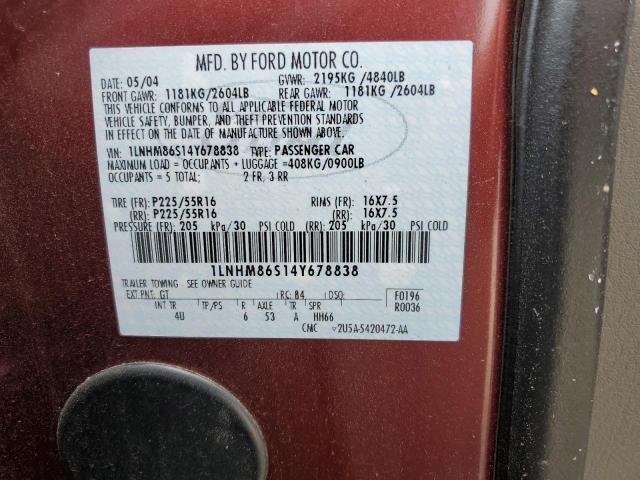 MFD. BY FORD MOTOR CO.
DATE: 05/04 GVWR: 2195KG /4840LB
FRONT GAWR: 1181KG/2604LB REAR GAWR: 1181KG /2604LB
THIS VEHICLE CONFORMS TO ALL APPLICABLE FEDERAL MOTOR
VEHICLE SAFETY, BUMPER, AND THEFT PREVENTION STANDARDS
IN EFFECT ON THE DATE OF MANUFACTURE SHOWN ABOVE.
VIN: 1LNHM86S14Y678838 TYPE: PASSENGER CAR
MAXIMUM LOAD = OCCUPANTS + LUGGAGE =408KG/0900LB
OCCUPANTS = 5 TOTAL: 2 FR, 3 RR
TIRE (FR): P225/55R16 RIMS (FR): 16X7.5
(RR): P225/55R16 (RR): 16X7.5
PRESSURE (FR): 205 kPa/30 PSI COLD (RR): 205 kPa/30 PSI COLD
1LNHM86S14Y678838
TRAILER TOWING - SEE OWNER GUIDE
EXT PNT: GT RC: 84 DSO: F0196
INT TR TP/PS R AXLE TR SPR R0036
4U 6 53 A HH66
CMC 2U5A-5420472-AA